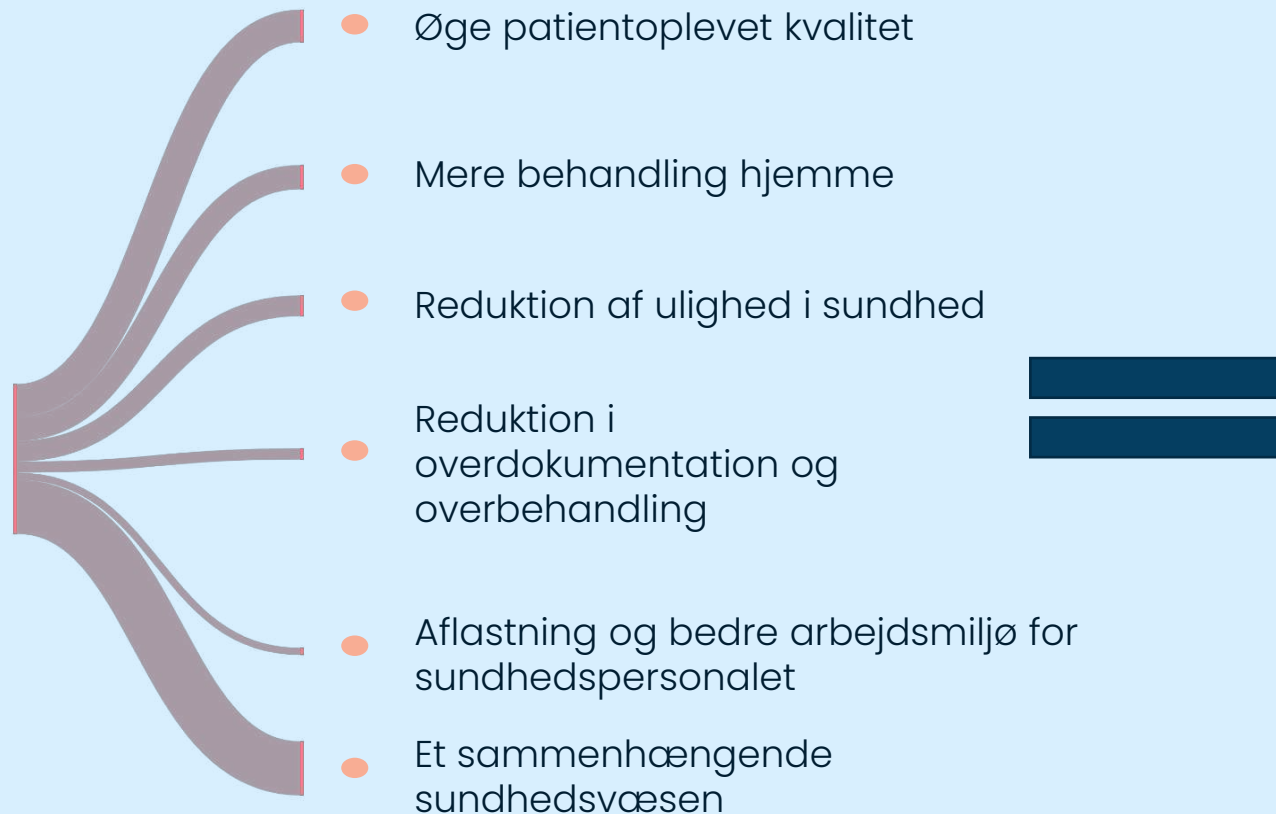 Øge patientoplevet kvalitet
Mere behandling hjemme
Reduktion af ulighed i sundhed
Reduktion i
overdokumentation og
overbehandling
Aflastning og bedre arbejdsmiljø for
sundhedspersonalet
Et sammenhængende
sundhedsvæsen